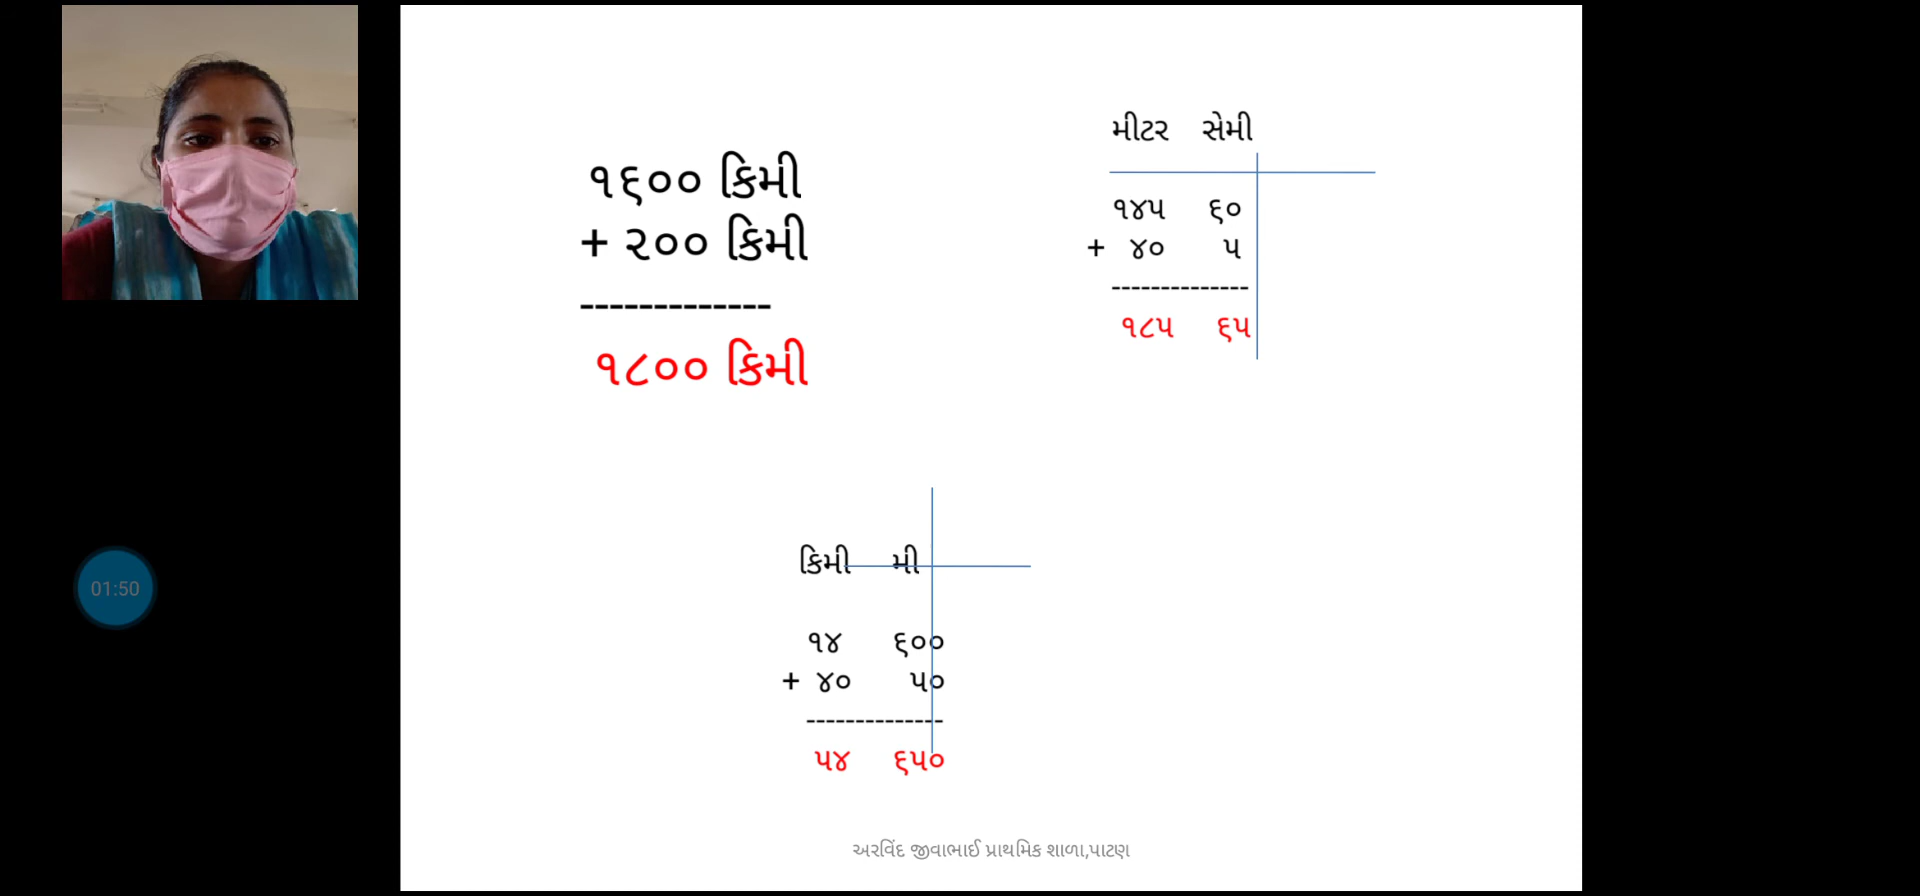 ૧૬૦૦ કિમી
+ ૨૦૦ કિમી
-------------
૧૮૦૦ કિમી
મીટર સેમી
૧૪૫ ૬૦
+ ૪૦ ૫
--------------
૧૮૫ ૬૫
કિમી મી
૧૪ ૬૦૦
+ ૪૦ ૫૦
--------------
૫૪ ૬૫૦
અરવિંદ જીવાભાઈ પ્રાથમિક શાળા,પાટણ
01:50